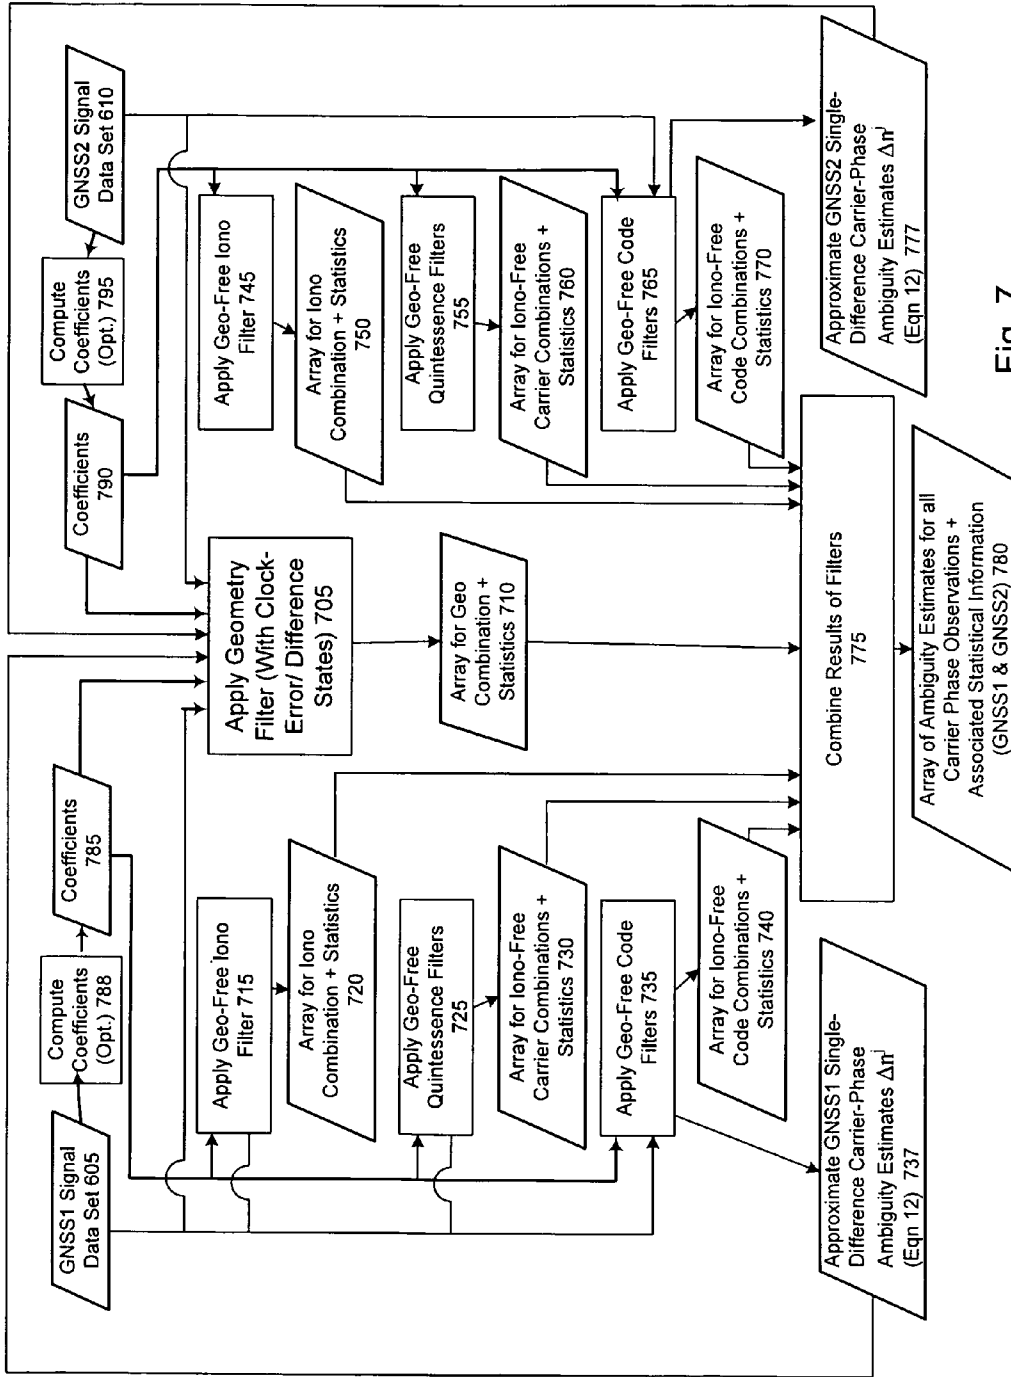 GNSS1 Signal
Data Set 605
Compute
Coefficients
(Opt.) 788
Coefficients
785
Coefficients
790
Compute
Coefficients
(Opt.) 795
GNSS2 Signal
Data Set 610
Apply Geo-Free Iono
Filter 715
Apply Geometry
Filter (With Clock-
Error/ Difference
States) 705
Apply Geo-Free Iono
Filter 745
Array for Iono
Combination + Statistics
720
Array for Iono
Combination + Statistics
750
Apply Geo-Free
Quintessence Filters
725
Array for Geo
Combination +
Statistics 710
Apply Geo-Free
Quintessence Filters
755
Array for Iono-Free
Carrier Combinations +
Statistics 730
Array for Iono-Free
Carrier Combinations +
Statistics 760
Apply Geo-Free Code
Filters 735
Apply Geo-Free Code
Filters 765
Array for Iono-Free
Code Combinations +
Statistics 740
Array for Iono-Free
Code Combinations +
Statistics 770
Combine Results of Filters
775
Approximate GNSS1 Single-
Difference Carrier-Phase
Ambiguity Estimates Δnʲ
(Eqn 12) 737
Approximate GNSS2 Single-
Difference Carrier-Phase
Ambiguity Estimates Δnʲ
(Eqn 12) 777
Array of Ambiguity Estimates for all
Carrier Phase Observations +
Associated Statistical Information
(GNSS1 & GNSS2) 780
Fig. 7